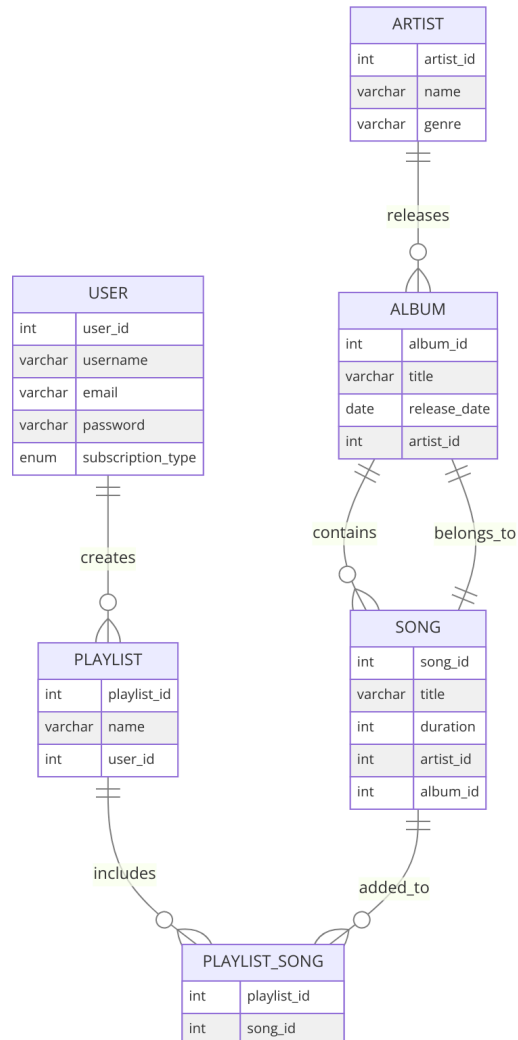 ARTIST
int artist_id
varchar name
varchar genre
releases
USER
int user_id
varchar username
varchar email
varchar password
enum subscription_type
ALBUM
int album_id
varchar title
date release_date
int artist_id
contains
belongs_to
creates
SONG
int song_id
varchar title
int duration
int artist_id
int album_id
PLAYLIST
int playlist_id
varchar name
int user_id
includes
added_to
PLAYLIST_SONG
int playlist_id
int song_id